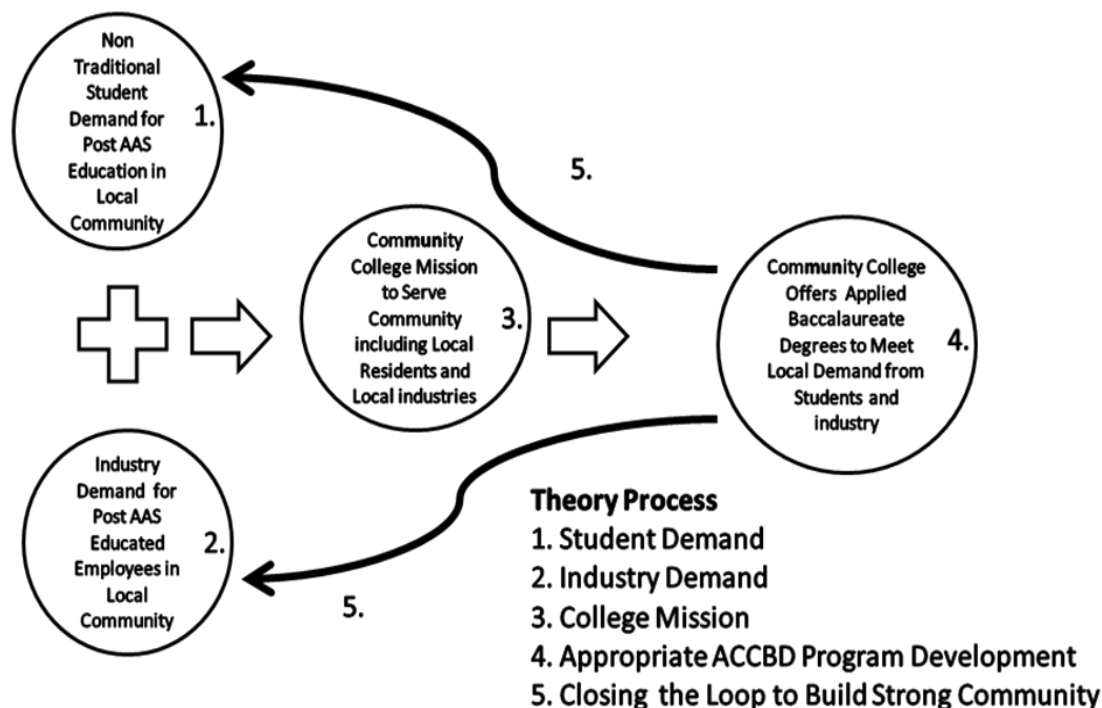 Non
Traditional
Student
Demand for
Post AAS
Education in
Local
Community
1.
5.
Community
College Mission
to Serve
Community
including Local
Residents and
Local industries
3.
Community College
Offers Applied
Baccalaureate
Degrees to Meet
Local Demand from
Students and
industry
4.
Industry
Demand for
Post AAS
Educated
Employees in
Local
Community
2.
5.
Theory Process
1. Student Demand
2. Industry Demand
3. College Mission
4. Appropriate ACCBD Program Development
5. Closing the Loop to Build Strong Community